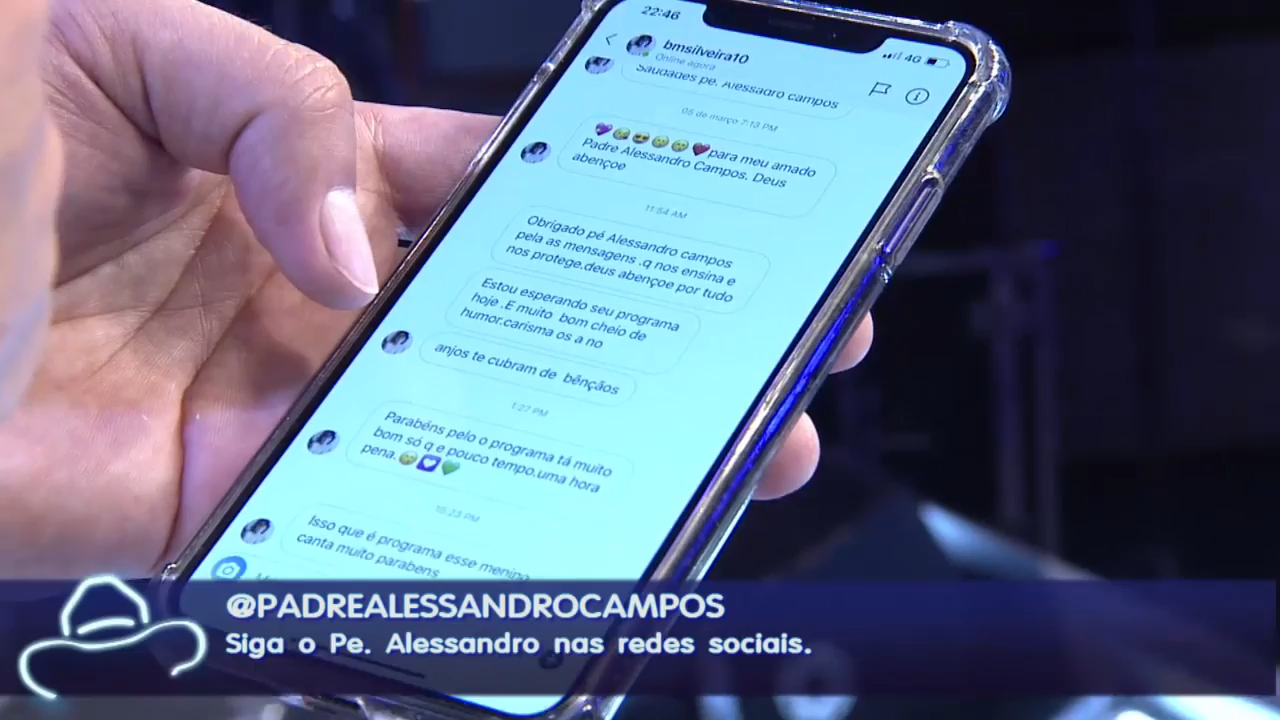 22:46
4G
bmsilveira10
Online agora
Saudades pe. Alessadro campos
05 de março 7:13 PM
para meu amado
Padre Alessandro Campos. Deus
abençoe
11:54 AM
Obrigado pé Alessandro campos
pela as mensagens .q nos ensina e
nos protege.deus abençoe por tudo
Estou esperando seu programa
hoje .E muito bom cheio de
humor.carisma os a no
anjos te cubram de bênçãos
1:27 PM
Parabéns pelo o programa tá muito
bom só q e pouco tempo.uma hora
pena.
Isso que é programa esse menino
canta muito parabens
@PADREALESSANDROCAMPOS
Siga o Pe. Alessandro nas redes sociais.